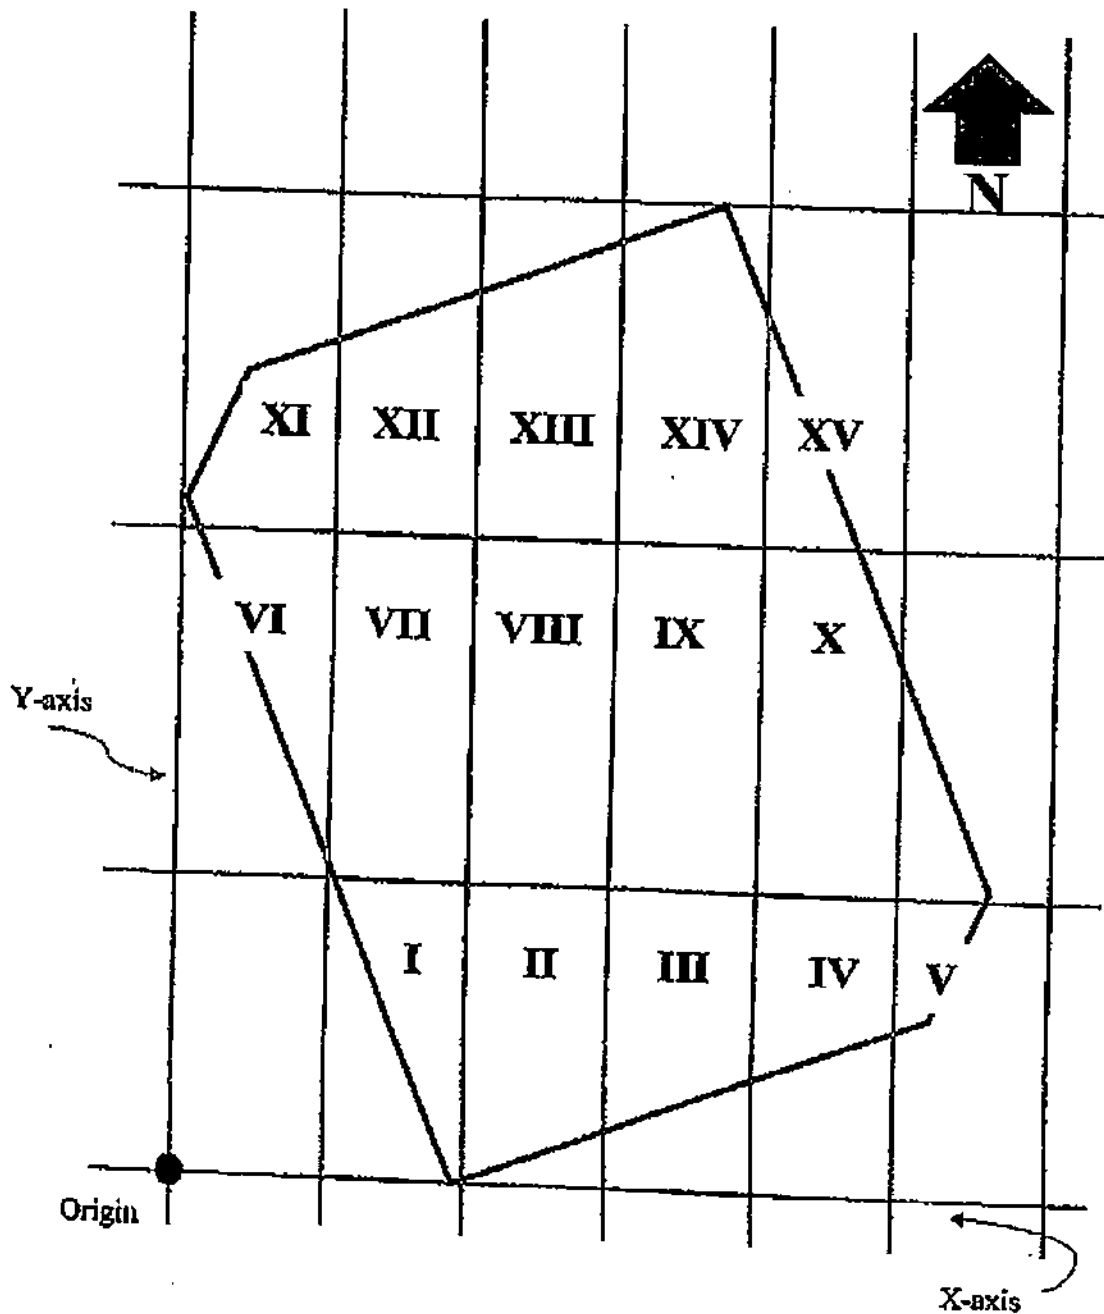 N
XI XII XIII XIV XV
VI VII VIII IX X
Y-axis
I II III IV V
Origin
X-axis